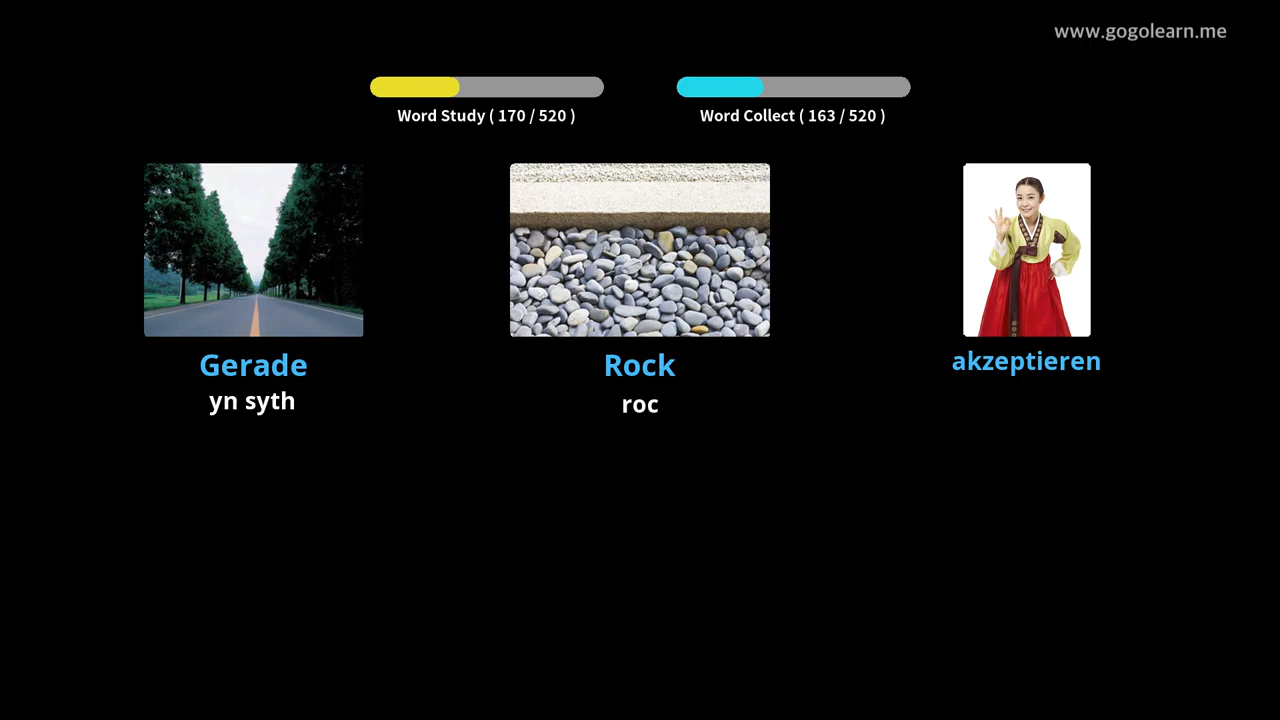 www.gogolearn.me
Word Study ( 170 / 520 )
Word Collect ( 163 / 520 )
Gerade
yn syth
Rock
roc
akzeptieren